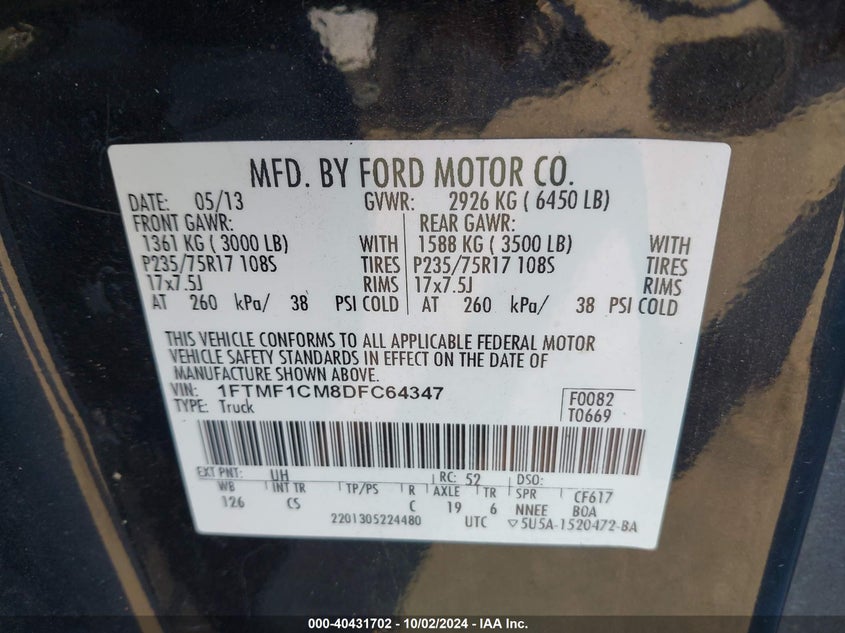 MFD. BY FORD MOTOR CO.
DATE: 05/13 GVWR: 2926 KG ( 6450 LB)
FRONT GAWR: REAR GAWR:
1361 KG ( 3000 LB) WITH 1588 KG ( 3500 LB) WITH
P235/75R17 108S TIRES P235/75R17 108S TIRES
17x7.5J RIMS 17x7.5J RIMS
AT 260 kPa/ 38 PSI COLD AT 260 kPa/ 38 PSI COLD
THIS VEHICLE CONFORMS TO ALL APPLICABLE FEDERAL MOTOR
VEHICLE SAFETY STANDARDS IN EFFECT ON THE DATE OF
MANUFACTURE SHOWN ABOVE.
VIN: 1FTMF1CM8DFC64347 F0082
TYPE: Truck T0669
EXT PNT: UH RC: 52 DSO:
WB INT TR TP/PS R AXLE TR SPR CF617
126 CS C 19 6 NNEE BOA
2201305224480 UTC ▽5U5A-1520472-BA
000-40431702 - 10/02/2024 - IAA Inc.